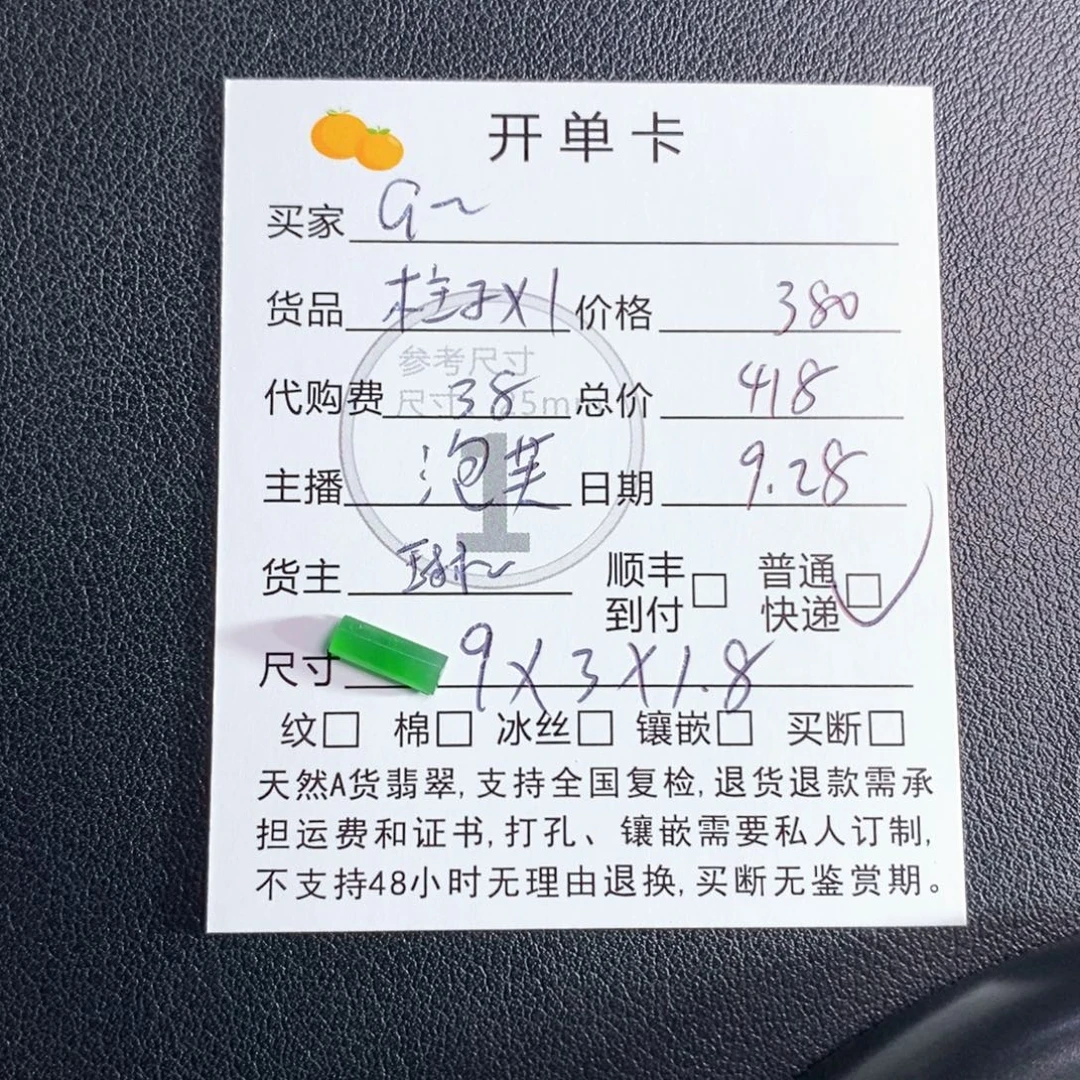 开单卡
买家 G~
货品 柱子X1 价格 380
代购费 38 总价 418
参考尺寸
尺寸 5m
主播 泡芙 日期 9.28
1
货主 顺丰到付□ 普通快递□
尺寸 9X3X1.8
纹□ 棉□ 冰丝□ 镶嵌□ 买断□
天然A货翡翠,支持全国复检,退货退款需承
担运费和证书,打孔、镶嵌需要私人订制,
不支持48小时无理由退换,买断无鉴赏期。